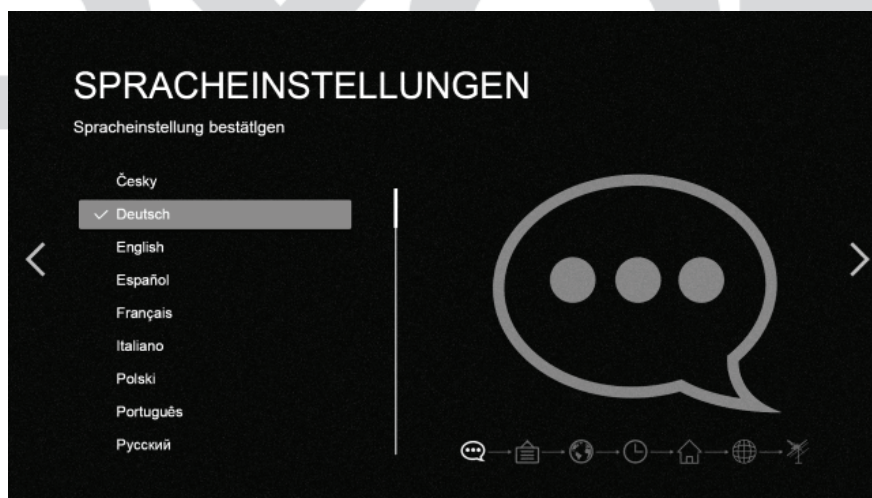 SPRACHEINSTELLUNGEN
Spracheinstellung bestätlgen
Česky
Deutsch
English
Español
Français
Italiano
Polski
Português
Русский